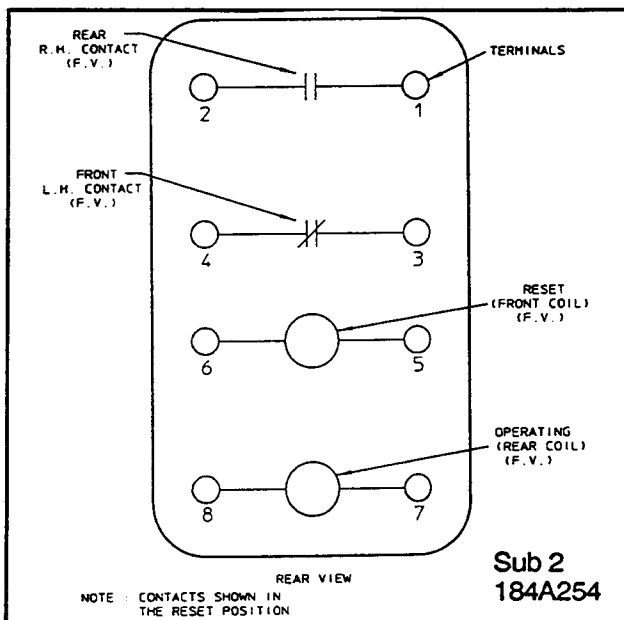 REAR
R.H. CONTACT
(F.V.)
TERMINALS
2
1
FRONT
L.H. CONTACT
(F.V.)
4
3
RESET
(FRONT COIL)
(F.V.)
6
5
OPERATING
(REAR COIL)
(F.V.)
8
7
REAR VIEW
NOTE : CONTACTS SHOWN IN
THE RESET POSITION
Sub 2
184A254